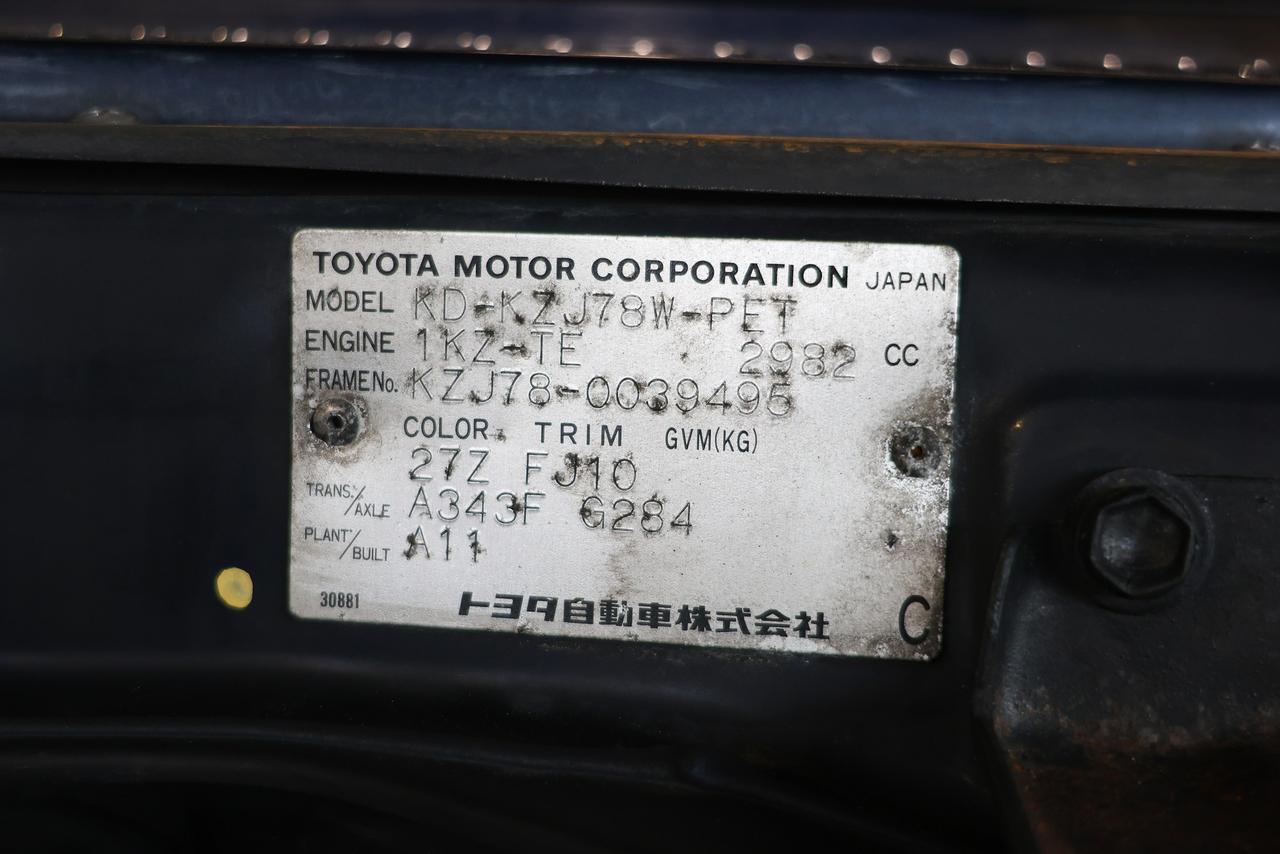 TOYOTA MOTOR CORPORATION JAPAN
MODEL KD-KZJ78W-PET
ENGINE 1KZ-TE 2982 CC
FRAME No. KZJ78-0039495
COLOR TRIM GVM(KG)
27Z FJ10
TRANS./AXLE A343F G284
PLANT/BUILT A11
30881 トヨタ自動車株式会社 C